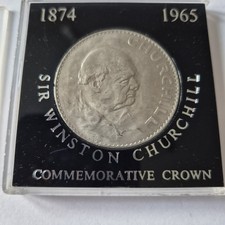 1874 1965
SIR WINSTON CHURCHILL
CHURCHILL
COMMEMORATIVE CROWN